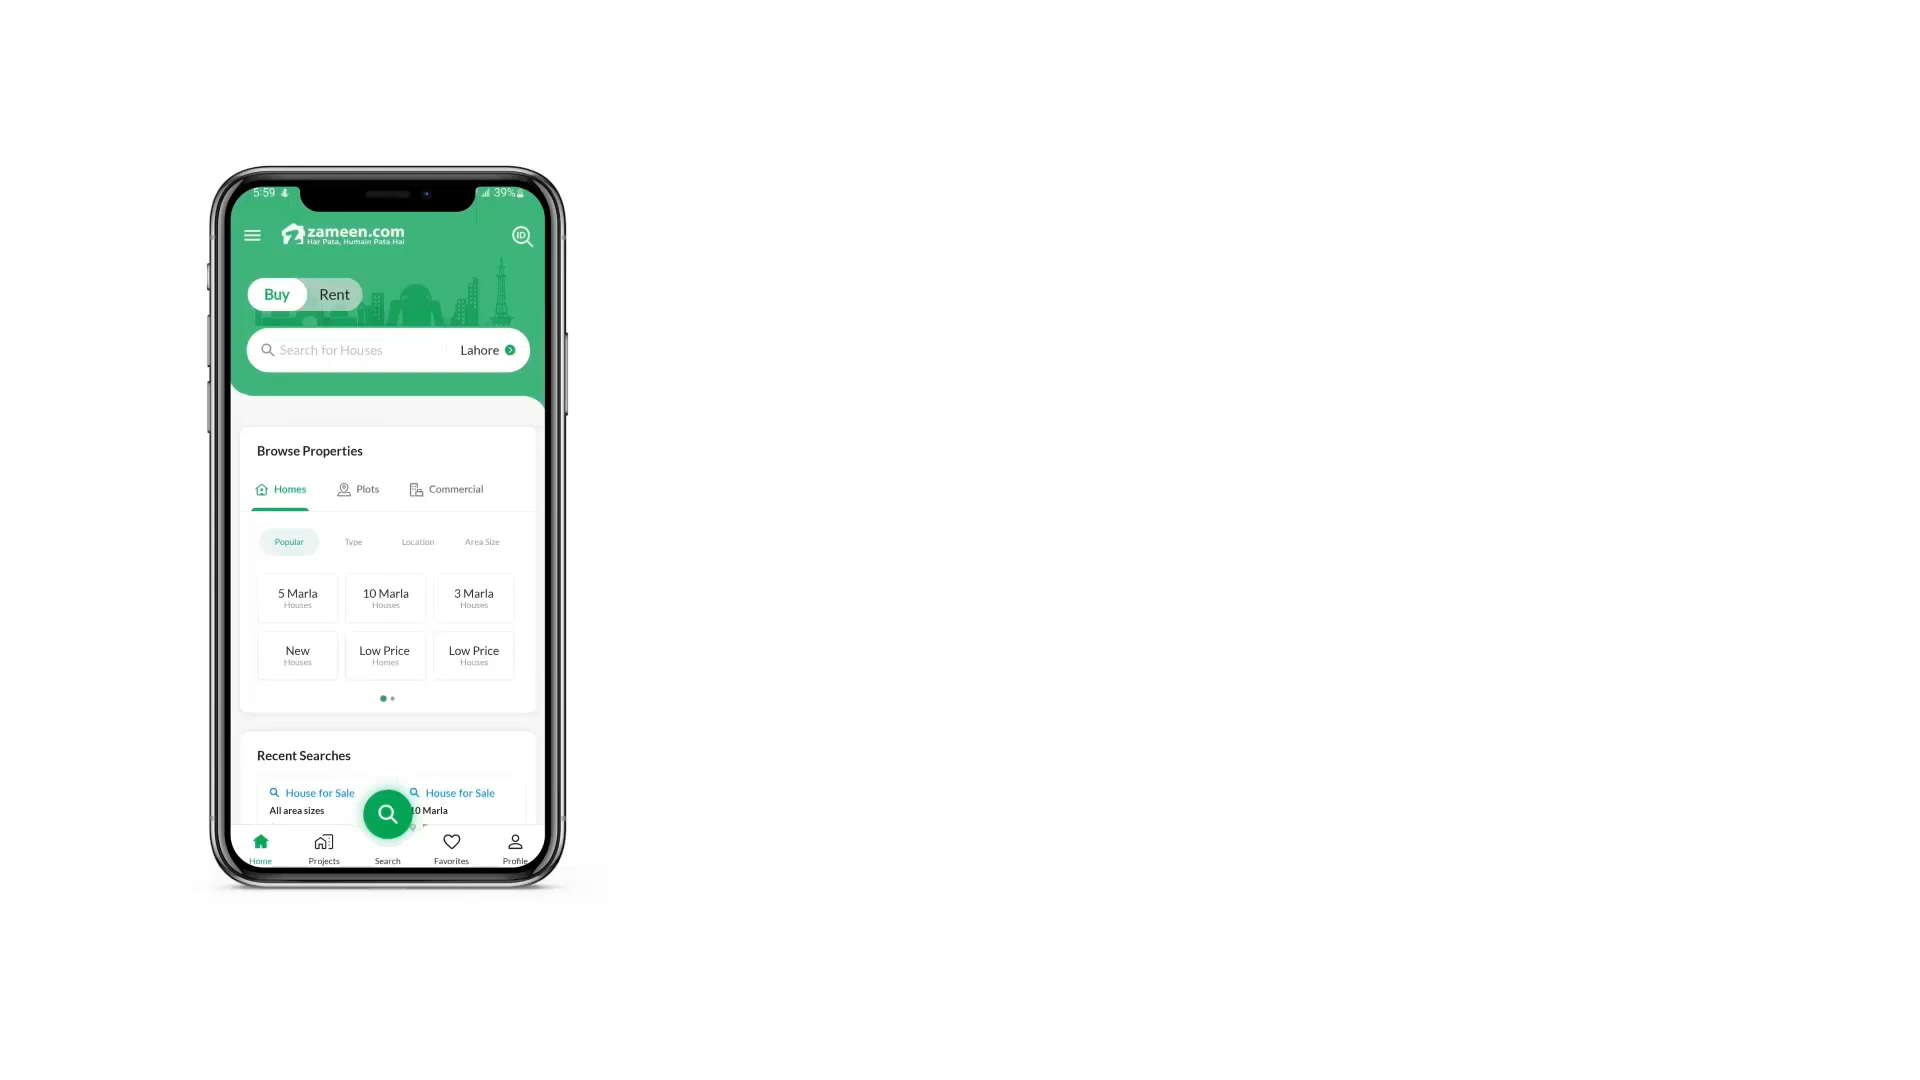 5:59
39%
zameen.com
Har Pata, Humain Pata Hai
ID
Buy Rent
Search for Houses Lahore
Browse Properties
Homes Plots Commercial
Popular Type Location Area Size
5 Marla 10 Marla 3 Marla
Houses Houses Houses
New Low Price Low Price
Houses Homes Houses
Recent Searches
House for Sale House for Sale
All area sizes 10 Marla
Home Projects Search Favorites Profile